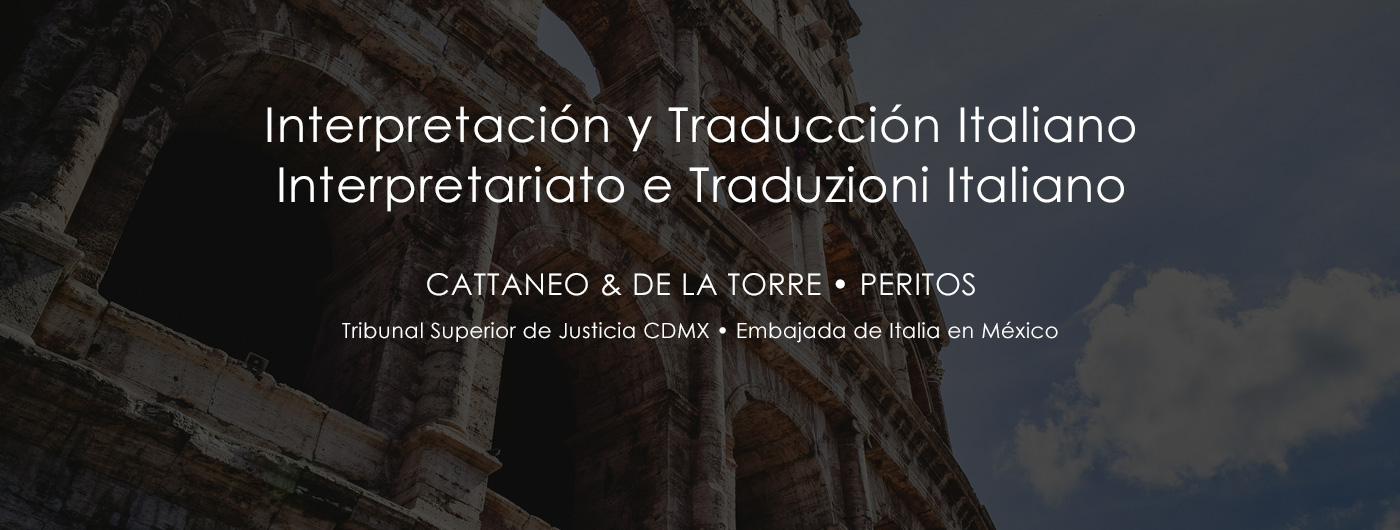 Interpretación y Traducción Italiano
Interpretariato e Traduzioni Italiano
CATTANEO & DE LA TORRE • PERITOS
Tribunal Superior de Justicia CDMX • Embajada de Italia en México